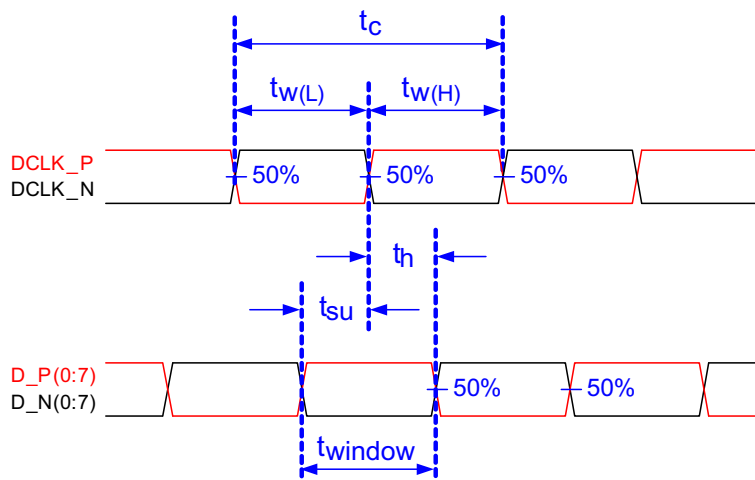 tc
tw(L) tw(H)
DCLK_P
DCLK_N
50% 50% 50%
th
tsu
D_P(0:7)
D_N(0:7)
50% 50%
twindow